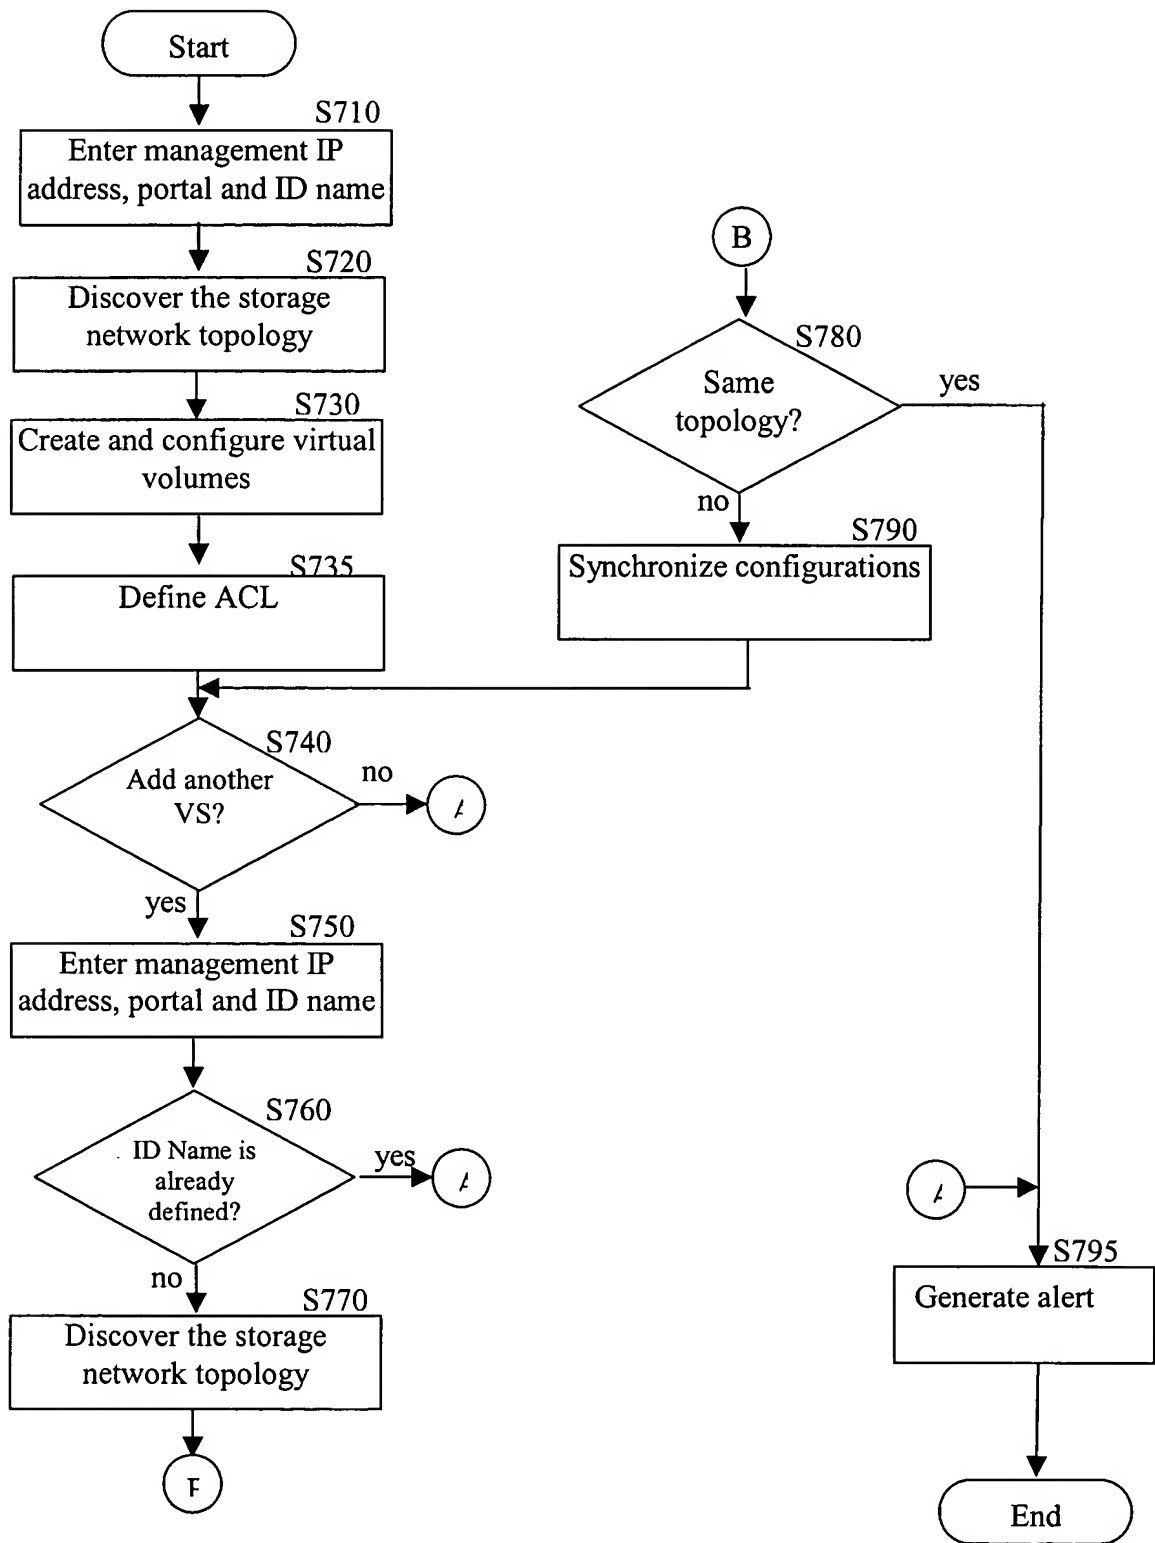 Start
S710
Enter management IP
address, portal and ID name
S720
Discover the storage
network topology
S730
Create and configure virtual
volumes
S735
Define ACL
S740
Add another
VS?
no
yes
S750
Enter management IP
address, portal and ID name
S760
ID Name is
already
defined?
yes
no
S770
Discover the storage
network topology
B
S780
Same
topology?
yes
no
S790
Synchronize configurations
S795
Generate alert
End